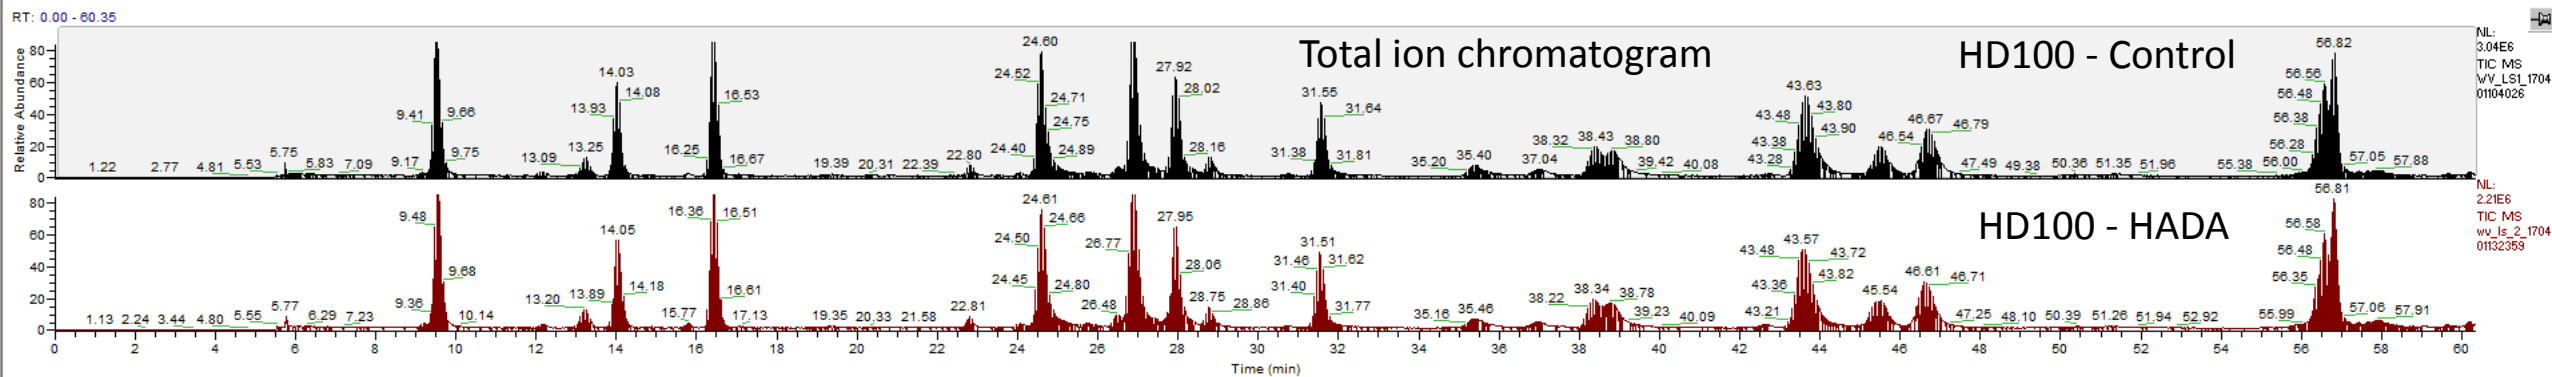 RT: 0.00 - 60.35
Total ion chromatogram
HD100 - Control
NL:
3.04E6
TIC MS
WV_LS1_1704
01104026
Relative Abundance
80
60
40
20
0
1.22 2.77 4.81 5.53 5.75 5.83 7.09 9.17 9.41 9.66 9.75 13.09 13.25 13.93 14.03 14.08 16.25 16.53 16.67 19.39 20.31 22.39 22.80 24.40 24.52 24.60 24.71 24.75 24.89 27.92 28.02 28.16 31.38 31.55 31.64 31.81 35.20 35.40 37.04 38.32 38.43 38.80 39.42 40.08 43.28 43.38 43.48 43.63 43.80 43.90 46.54 46.67 46.79 47.49 49.38 50.36 51.35 51.96 55.38 56.00 56.28 56.38 56.48 56.56 56.82 57.05 57.88
HD100 - HADA
NL:
2.21E6
TIC MS
wv_ls_2_1704
01132359
80
60
40
20
0
1.13 2.24 3.44 4.80 5.55 5.77 6.29 7.23 9.36 9.48 9.68 10.14 13.20 13.89 14.05 14.18 15.77 16.36 16.51 16.61 17.13 19.35 20.33 21.58 22.81 24.45 24.50 24.61 24.66 24.80 26.48 26.77 27.95 28.06 28.75 28.86 31.40 31.46 31.51 31.62 31.77 35.16 35.46 38.22 38.34 38.78 39.23 40.09 43.21 43.36 43.48 43.57 43.72 43.82 45.54 46.61 46.71 47.25 48.10 50.39 51.26 51.94 52.92 55.99 56.35 56.48 56.58 56.81 57.06 57.91
0 2 4 6 8 10 12 14 16 18 20 22 24 26 28 30 32 34 36 38 40 42 44 46 48 50 52 54 56 58 60
Time (min)